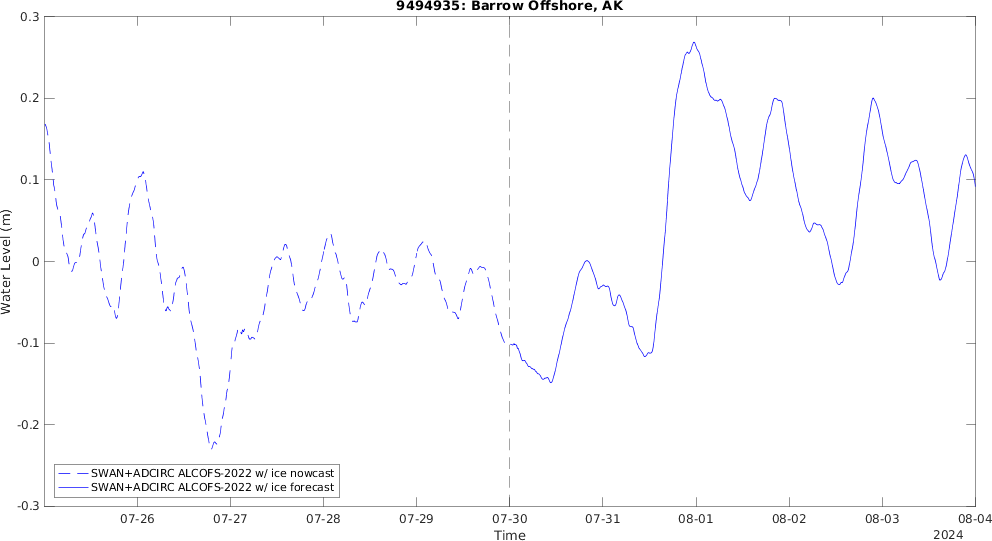 9494935: Barrow Offshore, AK
0.3
0.2
0.1
0
-0.1
-0.2
-0.3
Water Level (m)
SWAN+ADCIRC ALCOFS-2022 w/ ice nowcast
SWAN+ADCIRC ALCOFS-2022 w/ ice forecast
07-26 07-27 07-28 07-29 07-30 07-31 08-01 08-02 08-03 08-04
Time
2024